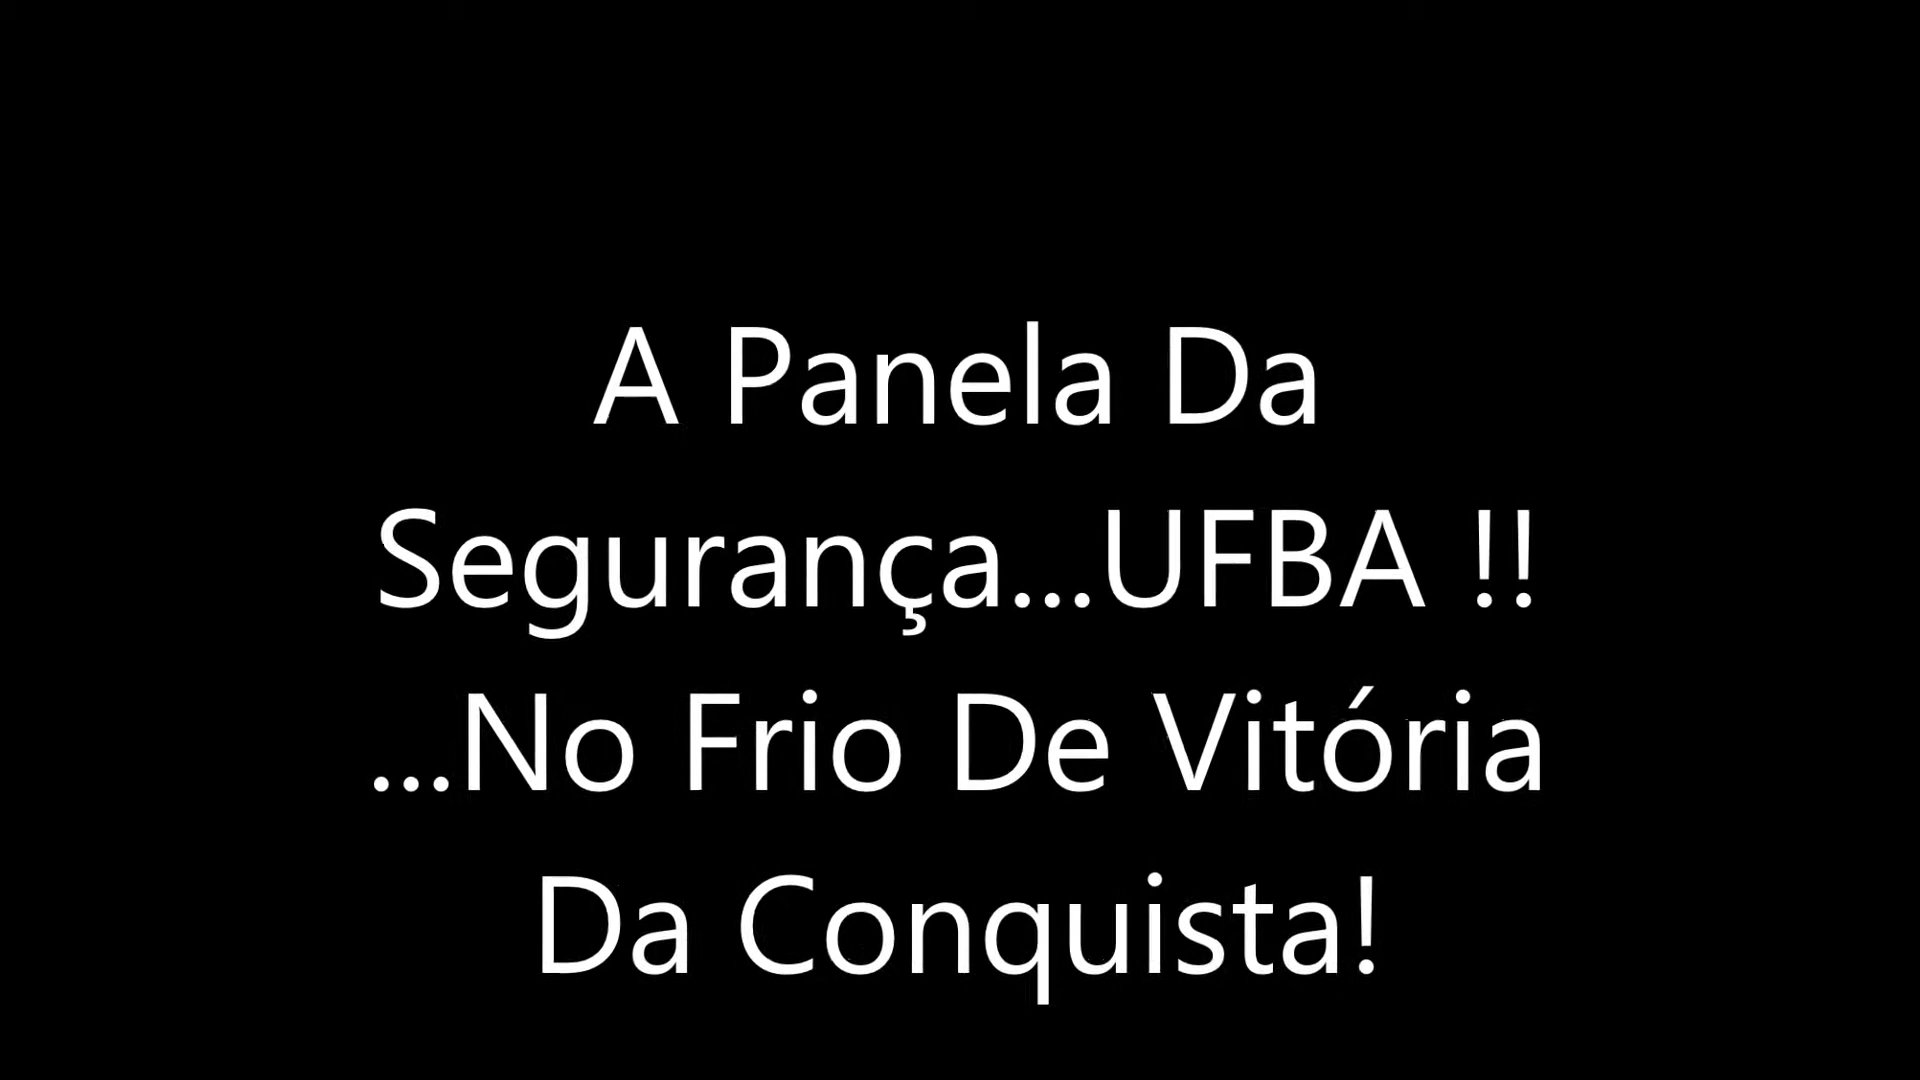 A Panela Da
Segurança...UFBA !!
...No Frio De Vitória
Da Conquista!